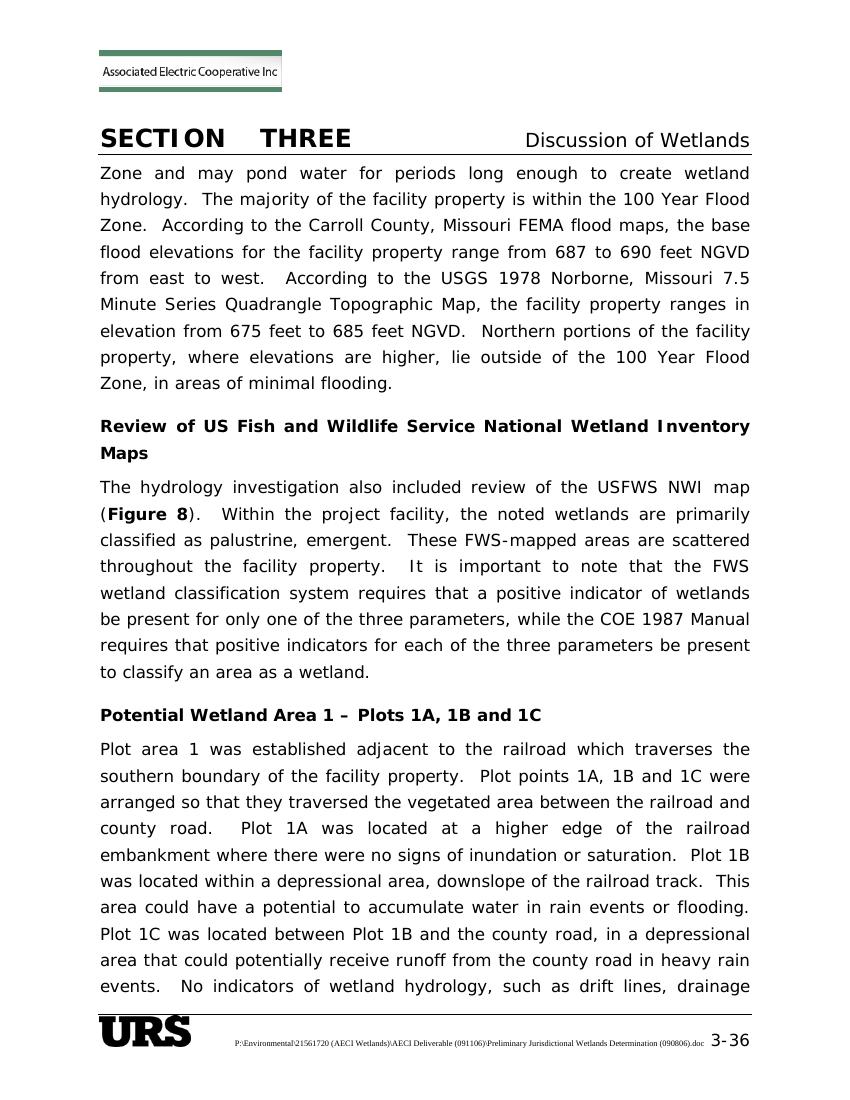 Associated Electric Cooperative Inc
SECTION THREE Discussion of Wetlands
Zone and may pond water for periods long enough to create wetland
hydrology. The majority of the facility property is within the 100 Year Flood
Zone. According to the Carroll County, Missouri FEMA flood maps, the base
flood elevations for the facility property range from 687 to 690 feet NGVD
from east to west. According to the USGS 1978 Norborne, Missouri 7.5
Minute Series Quadrangle Topographic Map, the facility property ranges in
elevation from 675 feet to 685 feet NGVD. Northern portions of the facility
property, where elevations are higher, lie outside of the 100 Year Flood
Zone, in areas of minimal flooding.
Review of US Fish and Wildlife Service National Wetland Inventory
Maps
The hydrology investigation also included review of the USFWS NWI map
(Figure 8). Within the project facility, the noted wetlands are primarily
classified as palustrine, emergent. These FWS-mapped areas are scattered
throughout the facility property. It is important to note that the FWS
wetland classification system requires that a positive indicator of wetlands
be present for only one of the three parameters, while the COE 1987 Manual
requires that positive indicators for each of the three parameters be present
to classify an area as a wetland.
Potential Wetland Area 1 – Plots 1A, 1B and 1C
Plot area 1 was established adjacent to the railroad which traverses the
southern boundary of the facility property. Plot points 1A, 1B and 1C were
arranged so that they traversed the vegetated area between the railroad and
county road. Plot 1A was located at a higher edge of the railroad
embankment where there were no signs of inundation or saturation. Plot 1B
was located within a depressional area, downslope of the railroad track. This
area could have a potential to accumulate water in rain events or flooding.
Plot 1C was located between Plot 1B and the county road, in a depressional
area that could potentially receive runoff from the county road in heavy rain
events. No indicators of wetland hydrology, such as drift lines, drainage
URS P:\Environmental\21561720 (AECI Wetlands)\AECI Deliverable (091106)\Preliminary Jurisdictional Wetlands Determination (090806).doc 3-36